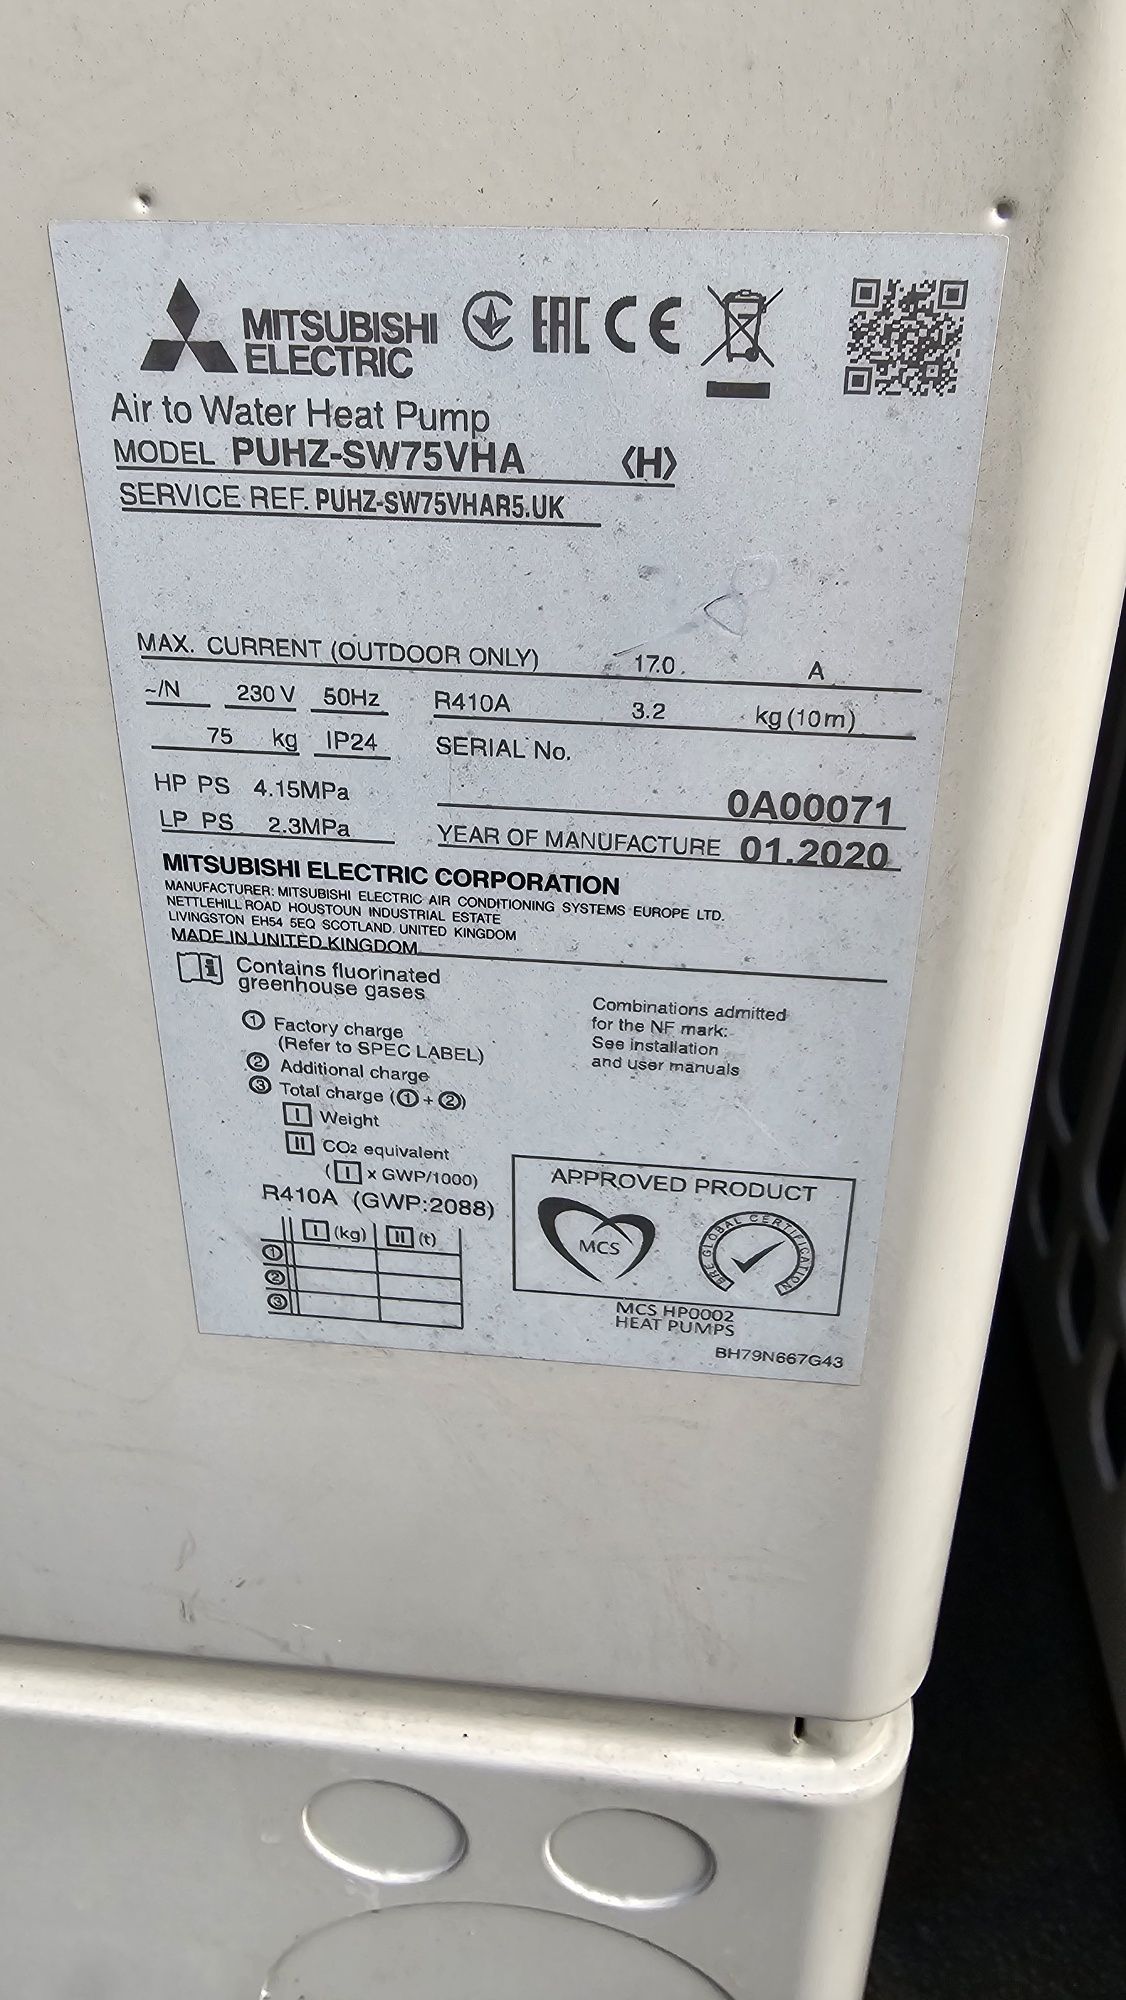 MITSUBISHI
ELECTRIC
EAC CE
Air to Water Heat Pump
MODEL PUHZ-SW75VHA 〈H〉
SERVICE REF. PUHZ-SW75VHAR5.UK
MAX. CURRENT (OUTDOOR ONLY) 17.0 A
~/N 230 V 50Hz
R410A 3.2 kg (10m)
75 kg IP24
SERIAL No.
HP PS 4.15MPa
0A00071
LP PS 2.3MPa
YEAR OF MANUFACTURE 01.2020
MITSUBISHI ELECTRIC CORPORATION
MANUFACTURER: MITSUBISHI ELECTRIC AIR CONDITIONING SYSTEMS EUROPE LTD.
NETTLEHILL ROAD HOUSTOUN INDUSTRIAL ESTATE
LIVINGSTON EH54 5EQ SCOTLAND. UNITED KINGDOM
MADE IN UNITED KINGDOM
i Contains fluorinated
greenhouse gases
① Factory charge
(Refer to SPEC LABEL)
② Additional charge
③ Total charge (①+②)
I Weight
II CO₂ equivalent
(I x GWP/1000)
R410A (GWP:2088)
I (kg) II (t)
①
②
③
Combinations admitted
for the NF mark:
See installation
and user manuals
APPROVED PRODUCT
MCS
BRE GLOBAL CERTIFICATION
MCS HP0002
HEAT PUMPS
BH79N667G43